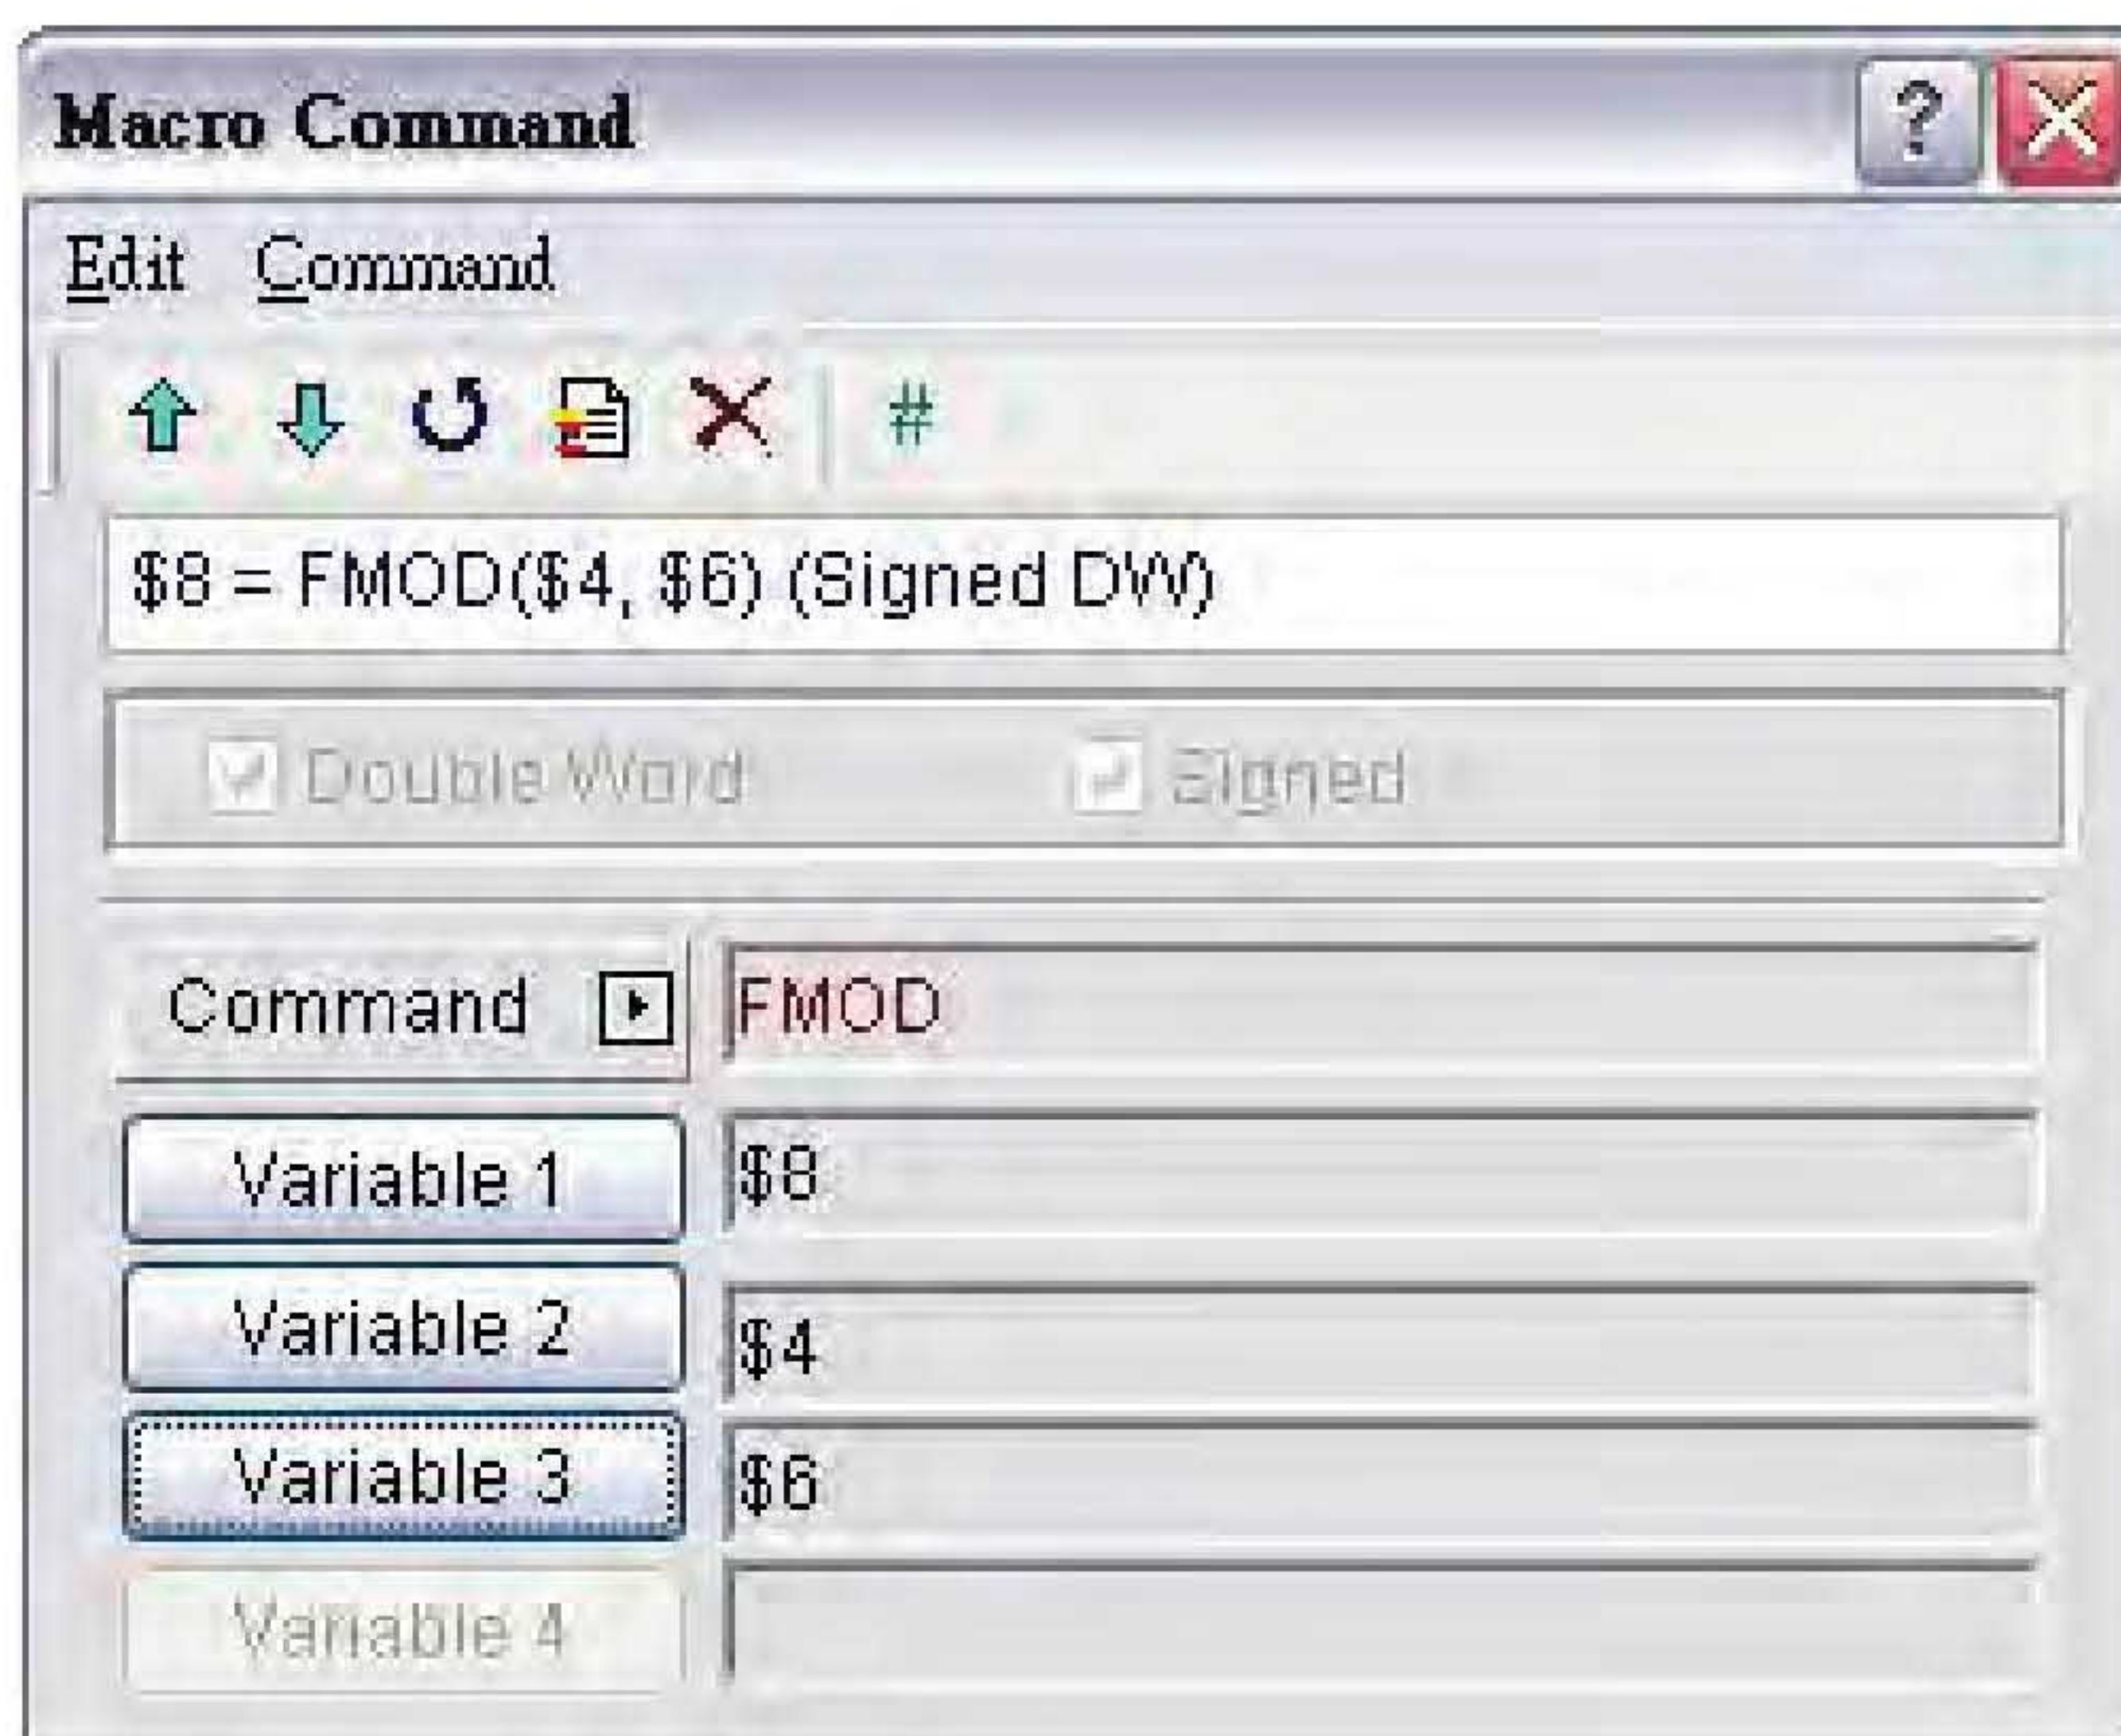 Macro Command ?
Edit Command
#
$8 = FMOD($4, $6) (Signed DW)
Double Word Signed
Command FMOD
Variable 1 $8
Variable 2 $4
Variable 3 $6
Variable 4